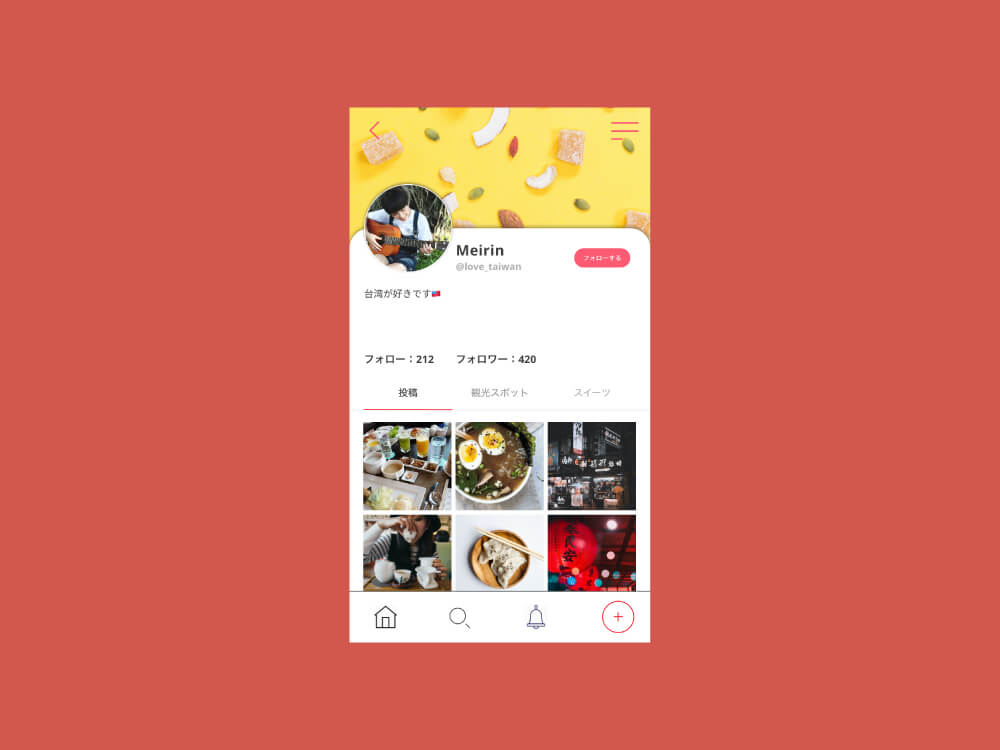 Meirin
@love_taiwan
フォローする
台湾が好きです🇹🇼
フォロー：212
フォロワー：420
投稿
観光スポット
スイーツ